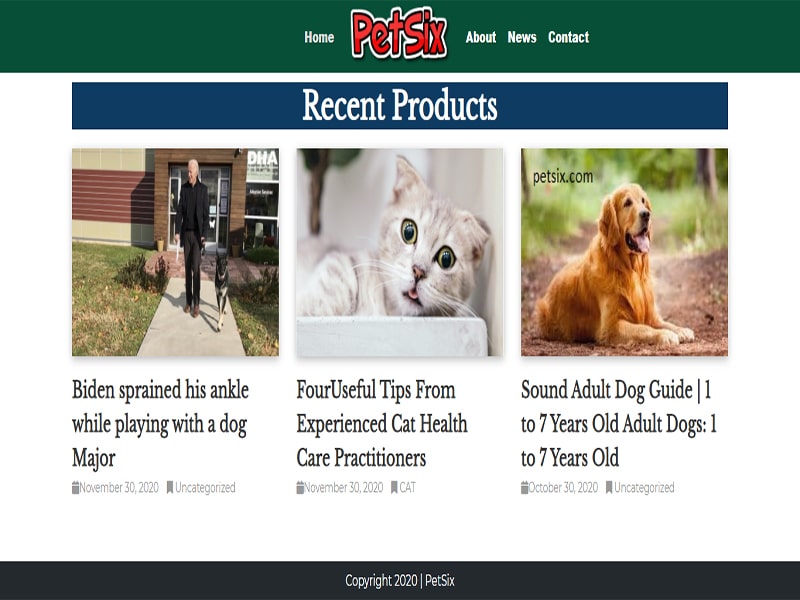 Home PetSix About News Contact
Recent Products
DHA
petsix.com
Biden sprained his ankle
while playing with a dog
Major
November 30, 2020 Uncategorized
FourUseful Tips From
Experienced Cat Health
Care Practitioners
November 30, 2020 CAT
Sound Adult Dog Guide | 1
to 7 Years Old Adult Dogs: 1
to 7 Years Old
October 30, 2020 Uncategorized
Copyright 2020 | PetSix